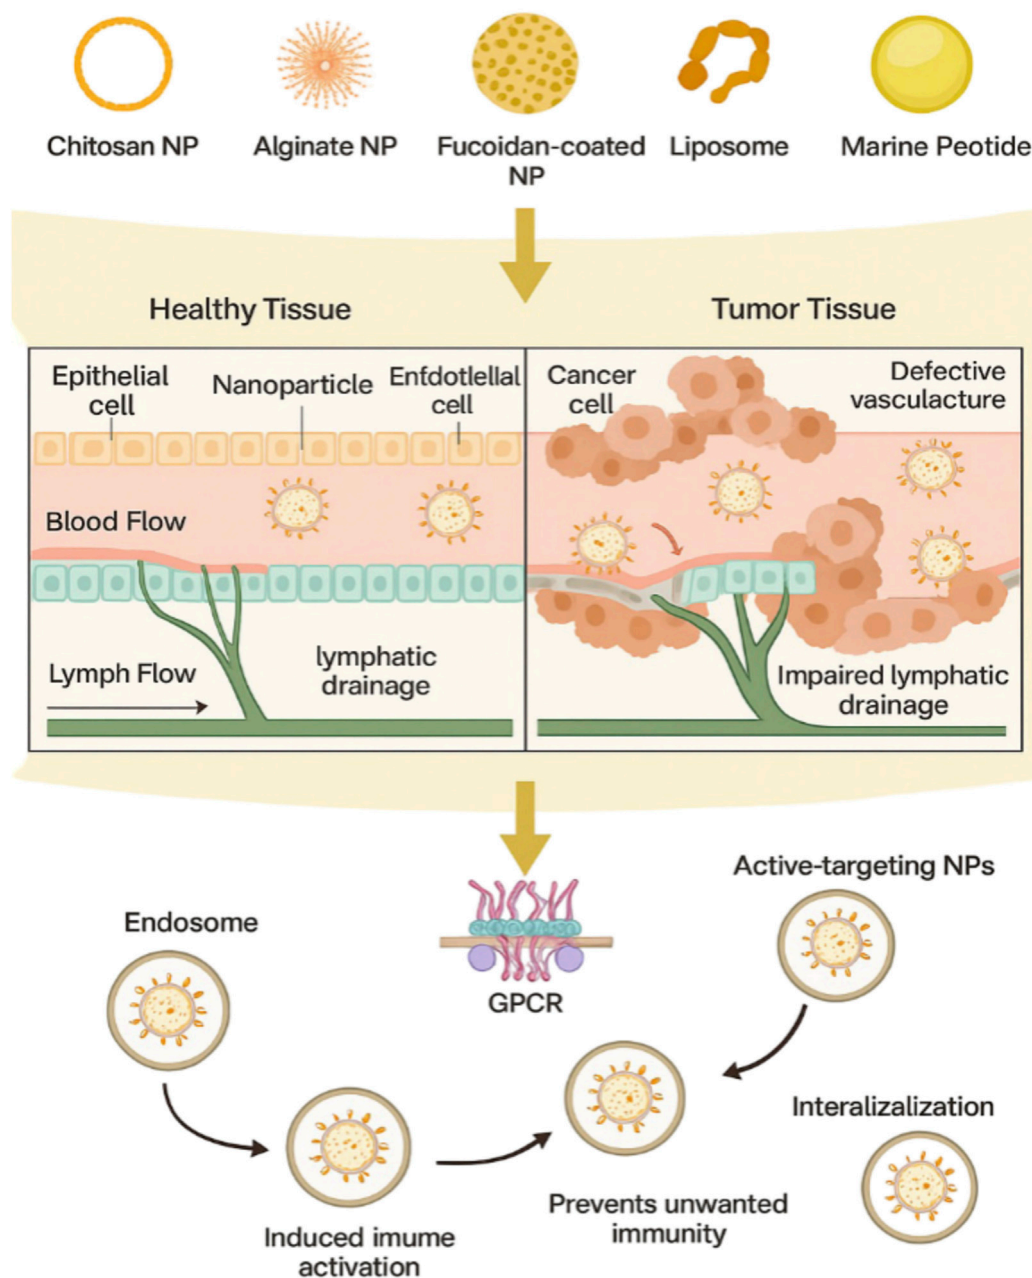 Chitosan NP
Alginate NP
Fucoidan-coated
NP
Liposome
Marine Peotide
Healthy Tissue
Tumor Tissue
Epithelial
cell
Nanoparticle
Enfdotlellal
cell
Blood Flow
Lymph Flow
lymphatic
drainage
Cancer
cell
Defective
vasculacture
Impaired lymphatic
drainage
Endosome
GPCR
Active-targeting NPs
Induced imume
activation
Prevents unwanted
immunity
Interalizalization